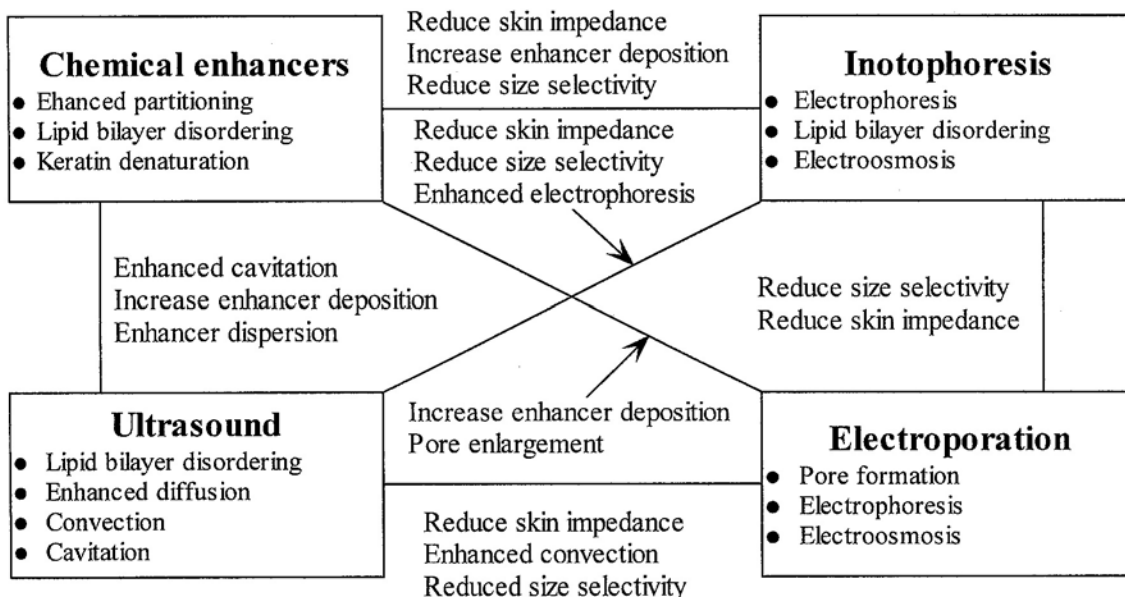 Reduce skin impedance
Increase enhancer deposition
Reduce size selectivity
Chemical enhancers
● Ehanced partitioning
● Lipid bilayer disordering
● Keratin denaturation
Inotophoresis
● Electrophoresis
● Lipid bilayer disordering
● Electroosmosis
Reduce skin impedance
Reduce size selectivity
Enhanced electrophoresis
Enhanced cavitation
Increase enhancer deposition
Enhancer dispersion
Reduce size selectivity
Reduce skin impedance
Increase enhancer deposition
Pore enlargement
Ultrasound
● Lipid bilayer disordering
● Enhanced diffusion
● Convection
● Cavitation
Electroporation
● Pore formation
● Electrophoresis
● Electroosmosis
Reduce skin impedance
Enhanced convection
Reduced size selectivity